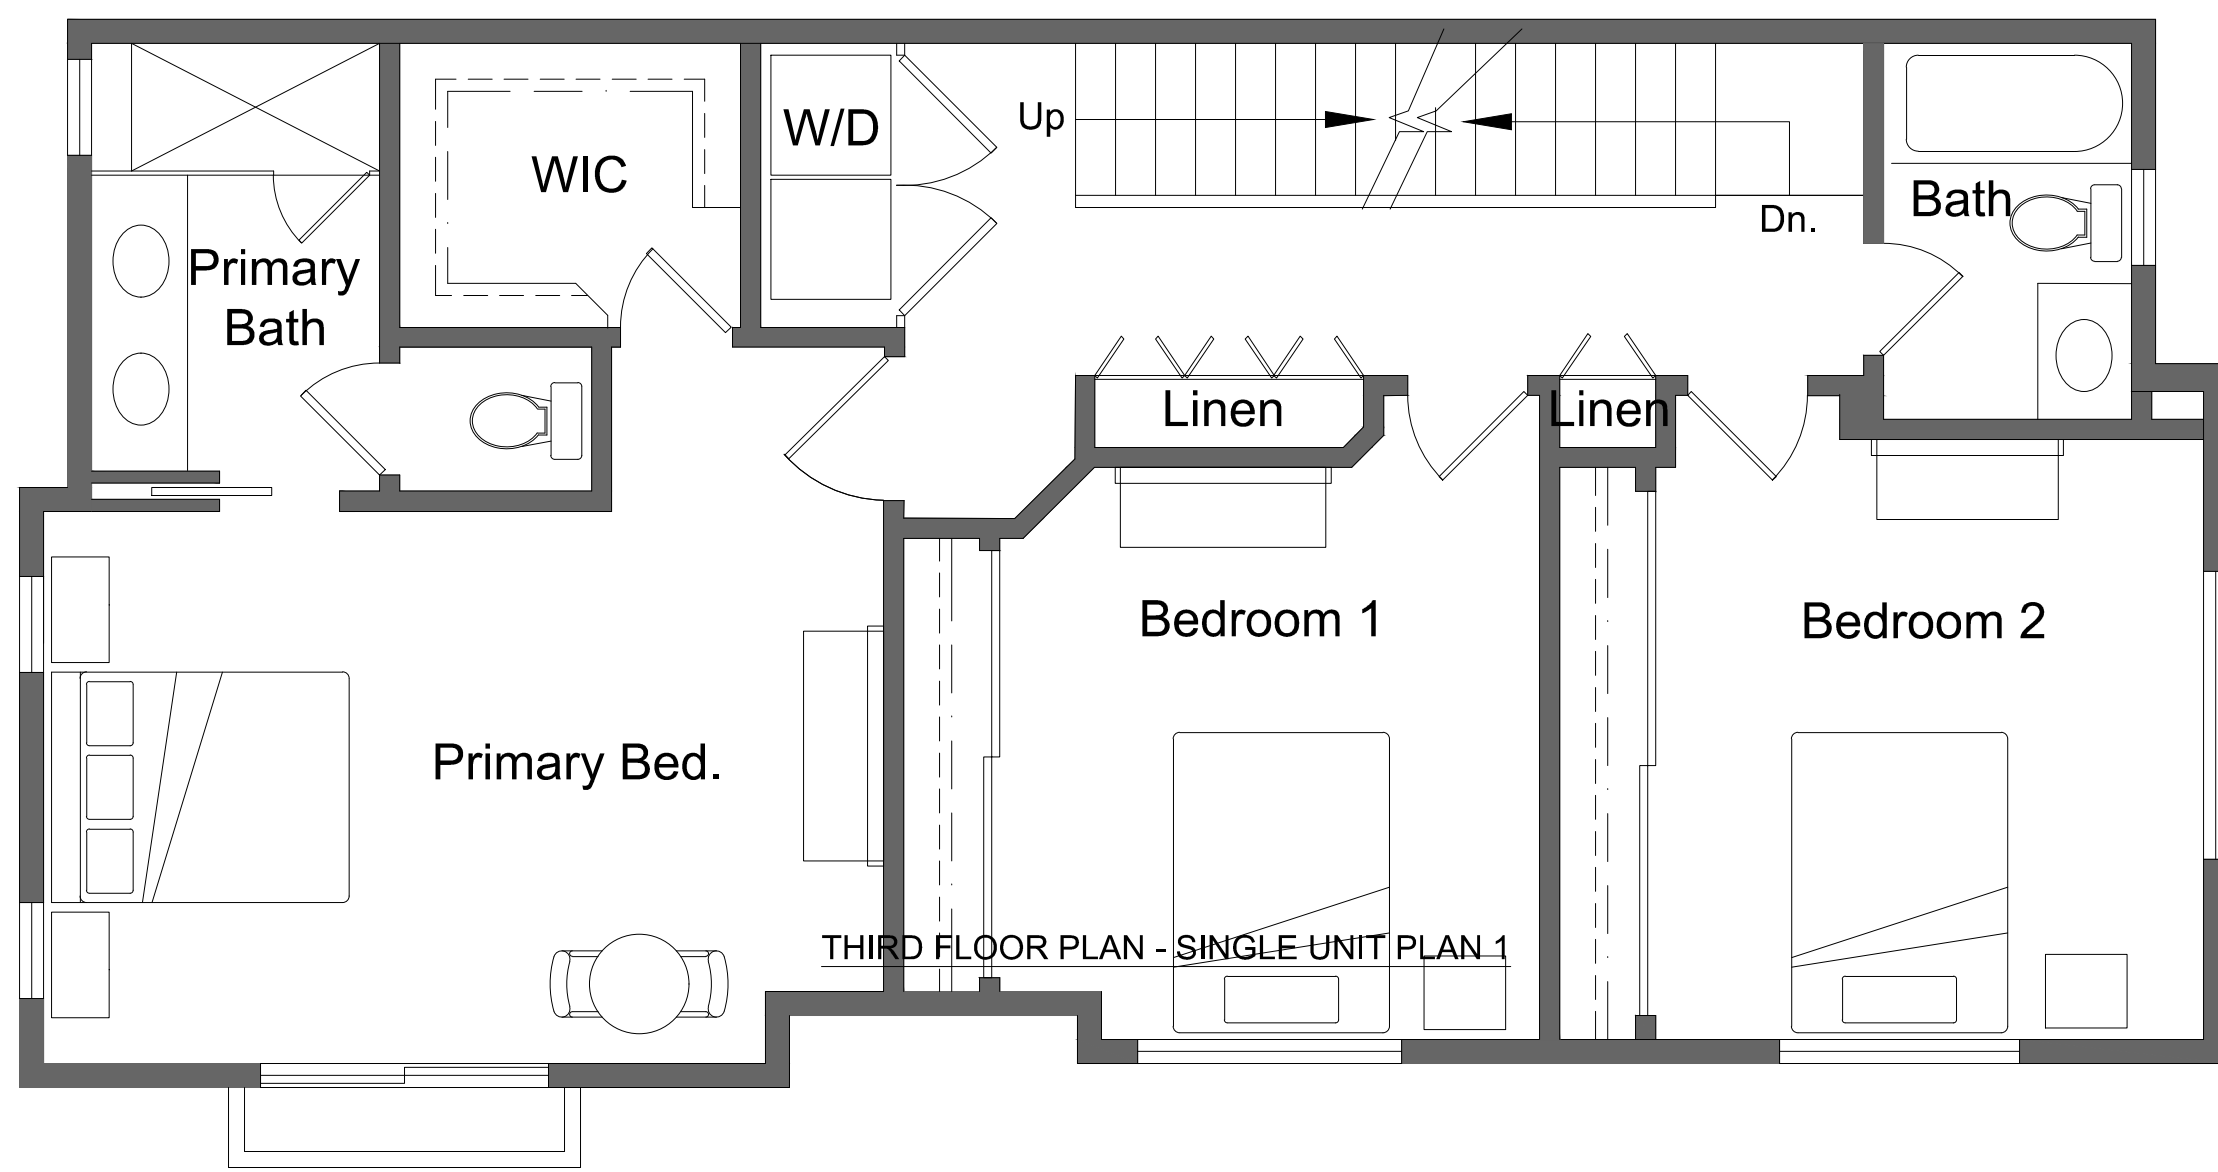 W/D
Up
WIC
Bath
Dn.
Primary
Bath
Linen
Linen
Bedroom 1
Bedroom 2
Primary Bed.
THIRD FLOOR PLAN - SINGLE UNIT PLAN 1